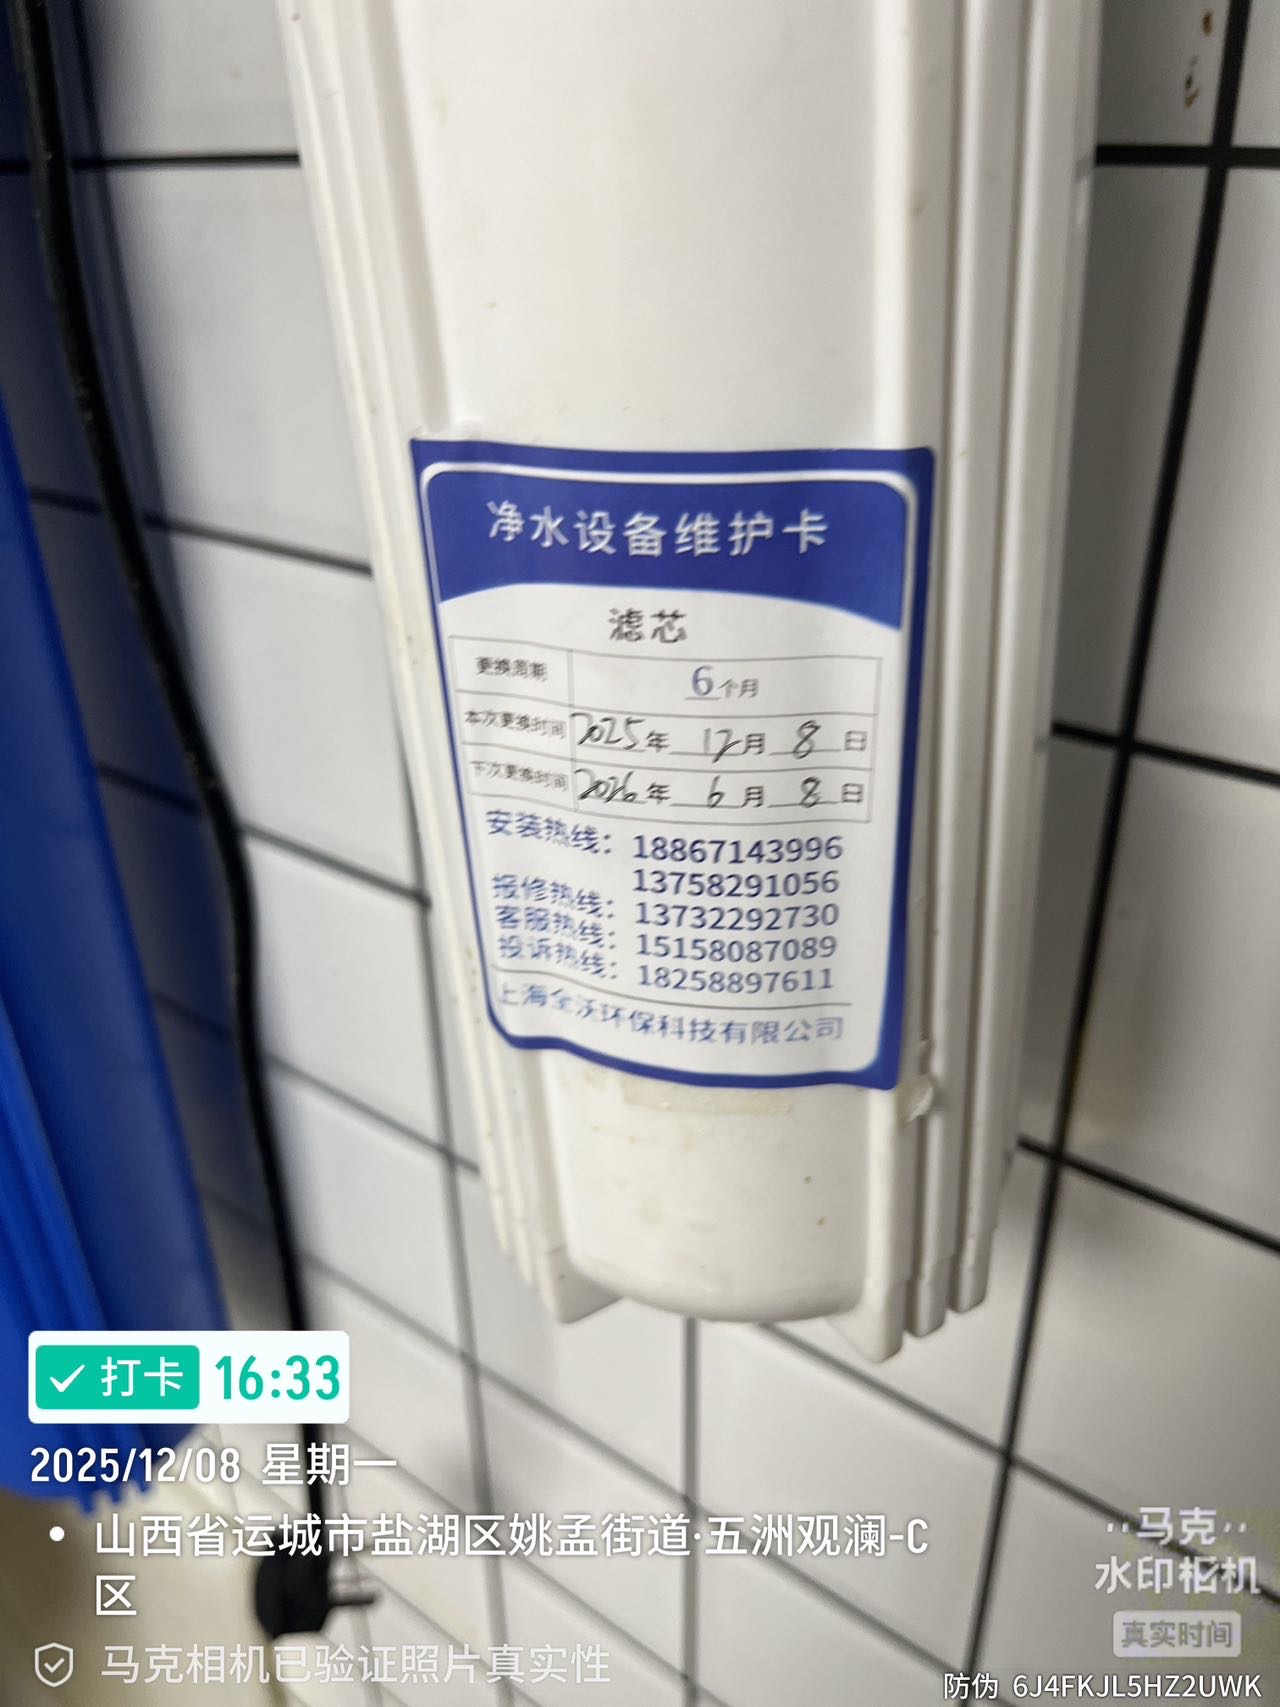 净水设备维护卡
滤芯
更换周期 6个月
本次更换时间 2025年 12月 8日
下次更换时间 2026年 6月 8日
安装热线：18867143996
13758291056
报修热线：13732292730
客服热线：15158087089
投诉热线：18258897611
上海全沃环保科技有限公司
打卡 16:33
2025/12/08 星期一
山西省运城市盐湖区姚孟街道·五洲观澜-C
区
马克相机已验证照片真实性
马克
水印相机
真实时间
防伪 6J4FKJL5HZ2UWK